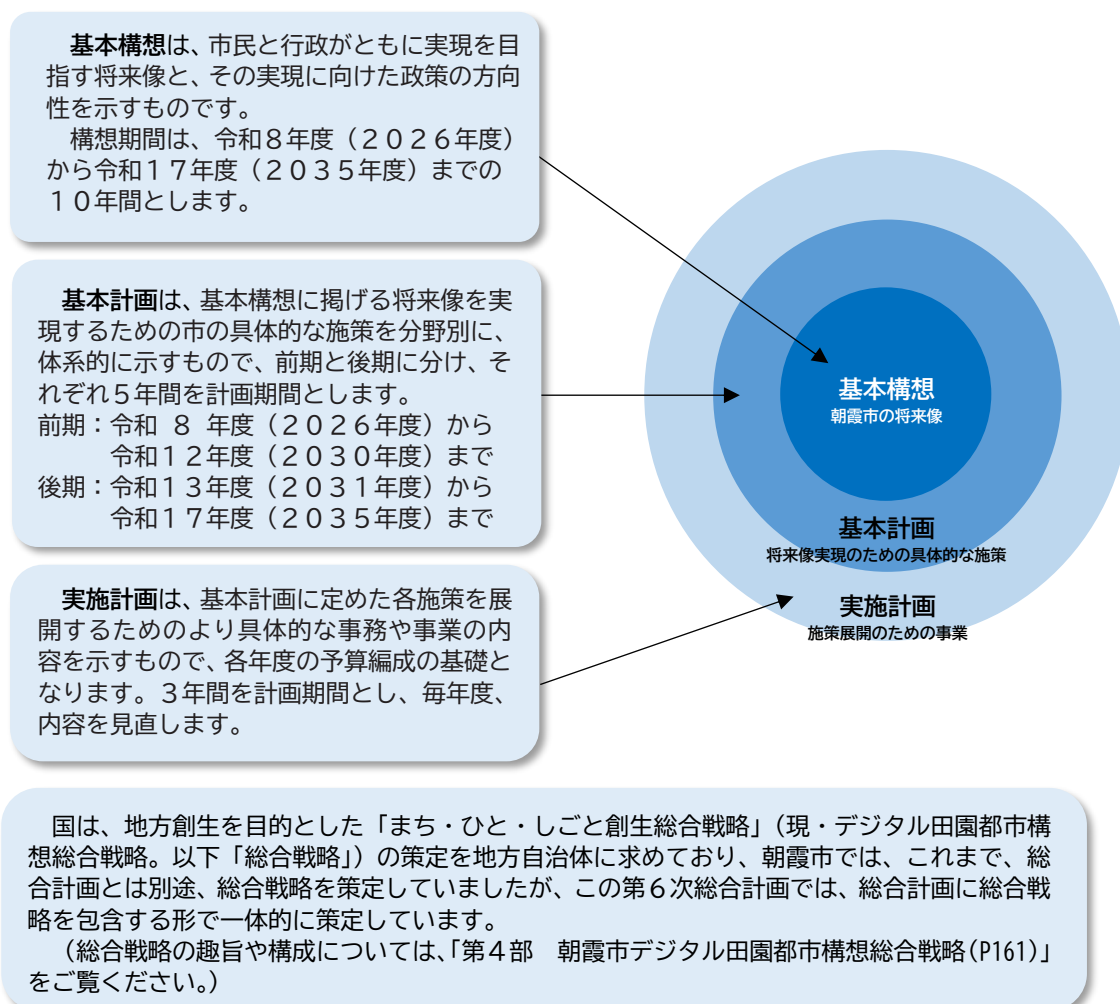 基本構想は、市民と行政がともに実現を目
指す将来像と、その実現に向けた政策の方向
性を示すものです。
構想期間は、令和８年度（２０２６年度）
から令和１７年度（２０３５年度）までの
１０年間とします。
基本計画は、基本構想に掲げる将来像を実
現するための市の具体的な施策を分野別に、
体系的に示すもので、前期と後期に分け、そ
れぞれ５年間を計画期間とします。
前期：令和 ８ 年度（２０２６年度）から
令和１２年度（２０３０年度）まで
後期：令和１３年度（２０３１年度）から
令和１７年度（２０３５年度）まで
実施計画は、基本計画に定めた各施策を展
開するためのより具体的な事務や事業の内
容を示すもので、各年度の予算編成の基礎と
なります。３年間を計画期間とし、毎年度、
内容を見直します。
基本構想
朝霞市の将来像
基本計画
将来像実現のための具体的な施策
実施計画
施策展開のための事業
国は、地方創生を目的とした「まち・ひと・しごと創生総合戦略」（現・デジタル田園都市構
想総合戦略。以下「総合戦略」）の策定を地方自治体に求めており、朝霞市では、これまで、総
合計画とは別途、総合戦略を策定していましたが、この第６次総合計画では、総合計画に総合戦
略を包含する形で一体的に策定しています。
（総合戦略の趣旨や構成については、「第４部　朝霞市デジタル田園都市構想総合戦略(P161)」
をご覧ください。）